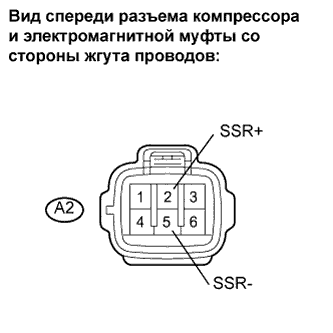 Вид спереди разъема компрессора
и электромагнитной муфты со
стороны жгута проводов:
SSR+
1 2 3
A2
4 5 6
SSR-